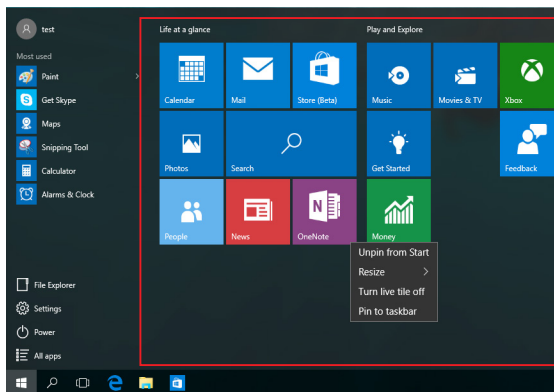 test
Most used
Paint
Get Skype
Maps
Snipping Tool
Calculator
Alarms & Clock
File Explorer
Settings
Power
All apps
Life at a glance
Play and Explore
Calendar
Mail
Store (Beta)
Music
Movies & TV
Xbox
Photos
Search
Get Started
Feedback
People
News
N
OneNote
Money
Unpin from Start
Resize
Turn live tile off
Pin to taskbar